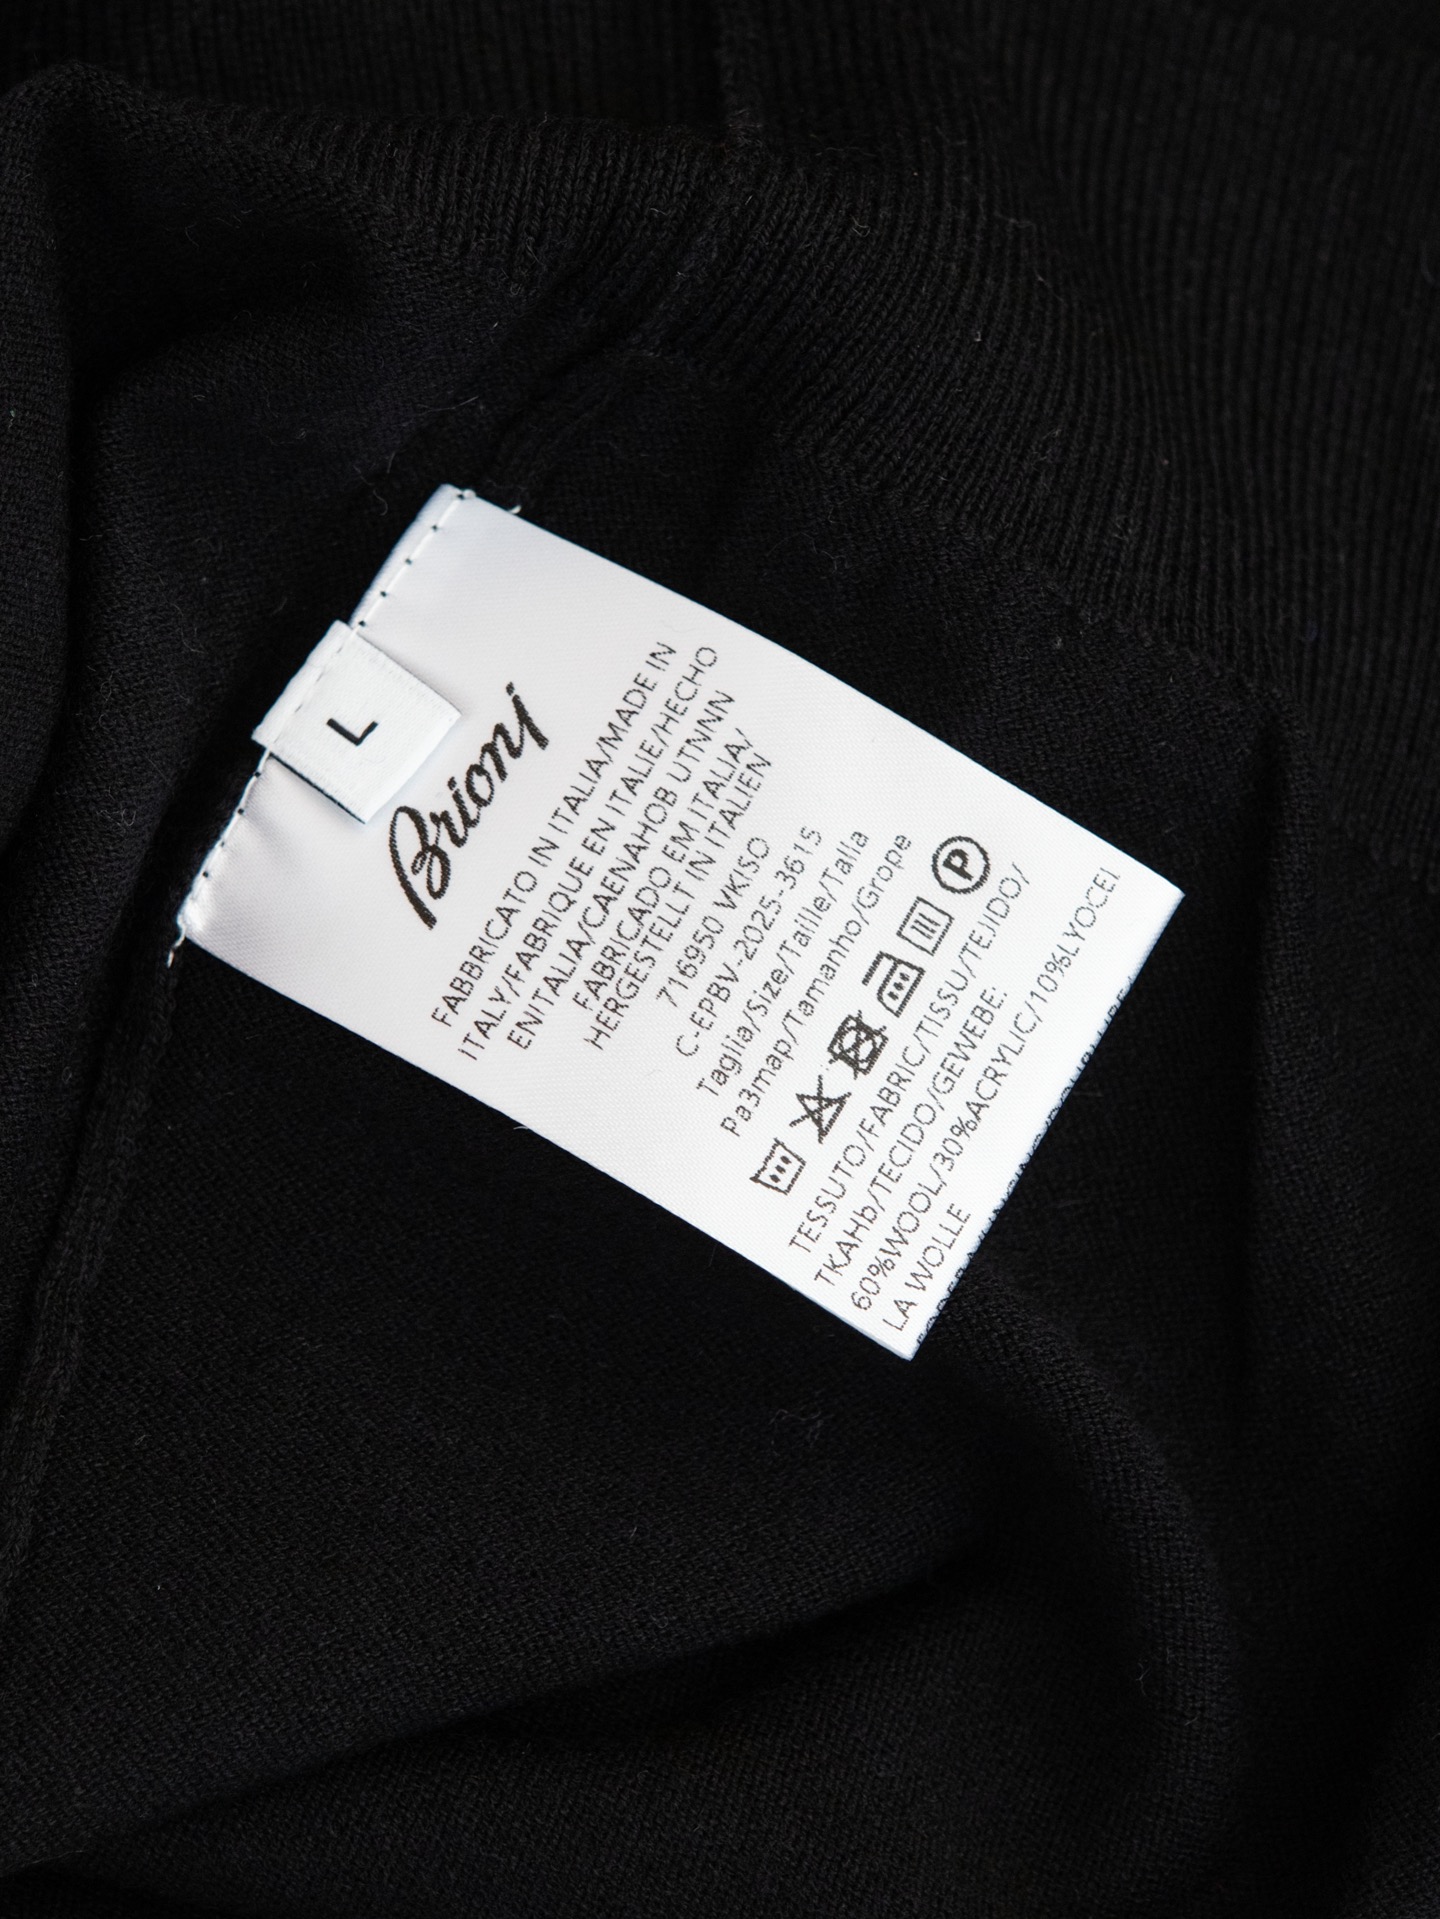 L
Brioni
FABBRICATO IN ITALIA/MADE IN
ITALY/FABRIQUE EN ITALIE/HECHO
ENITALIA/CAENAHOB UTNNN
FABRICADO EM ITALIA/
HERGESTELLT IN ITALIEN
716950 VKISO
C-EPBV-2025-3615
Taglia/Size/Taille/Talla
Pa3map/Tamanho/Grope
P
TESSUTO/FABRIC/TISSU/TEJIDO/
TKAHb/TECIDO/GEWEBE:
60%WOOL/30%ACRYLIC/10%LYOCEI
LA WOLLE